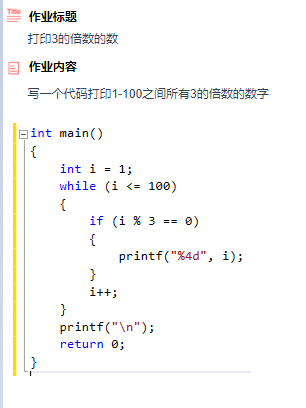 Title
作业标题
打印3的倍数的数
作业内容
写一个代码打印1-100之间所有3的倍数的数字
int main()
{
    int i = 1;
    while (i <= 100)
    {
        if (i % 3 == 0)
        {
            printf("%4d", i);
        }
        i++;
    }
    printf("\n");
    return 0;
}